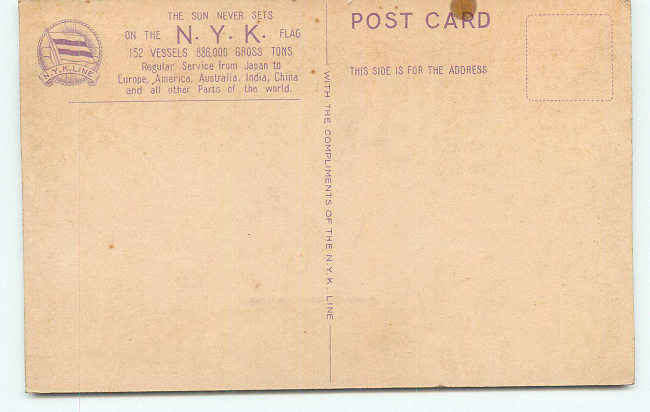 THE SUN NEVER SETS
ON THE N. Y. K. FLAG
152 VESSELS 886,000 GROSS TONS
Regular Service from Japan to
Europe, America, Australia, India, China
and all other Parts of the world.
N.Y.K.LINE
WITH THE COMPLIMENTS OF THE N.Y.K. LINE
POST CARD
THIS SIDE IS FOR THE ADDRESS